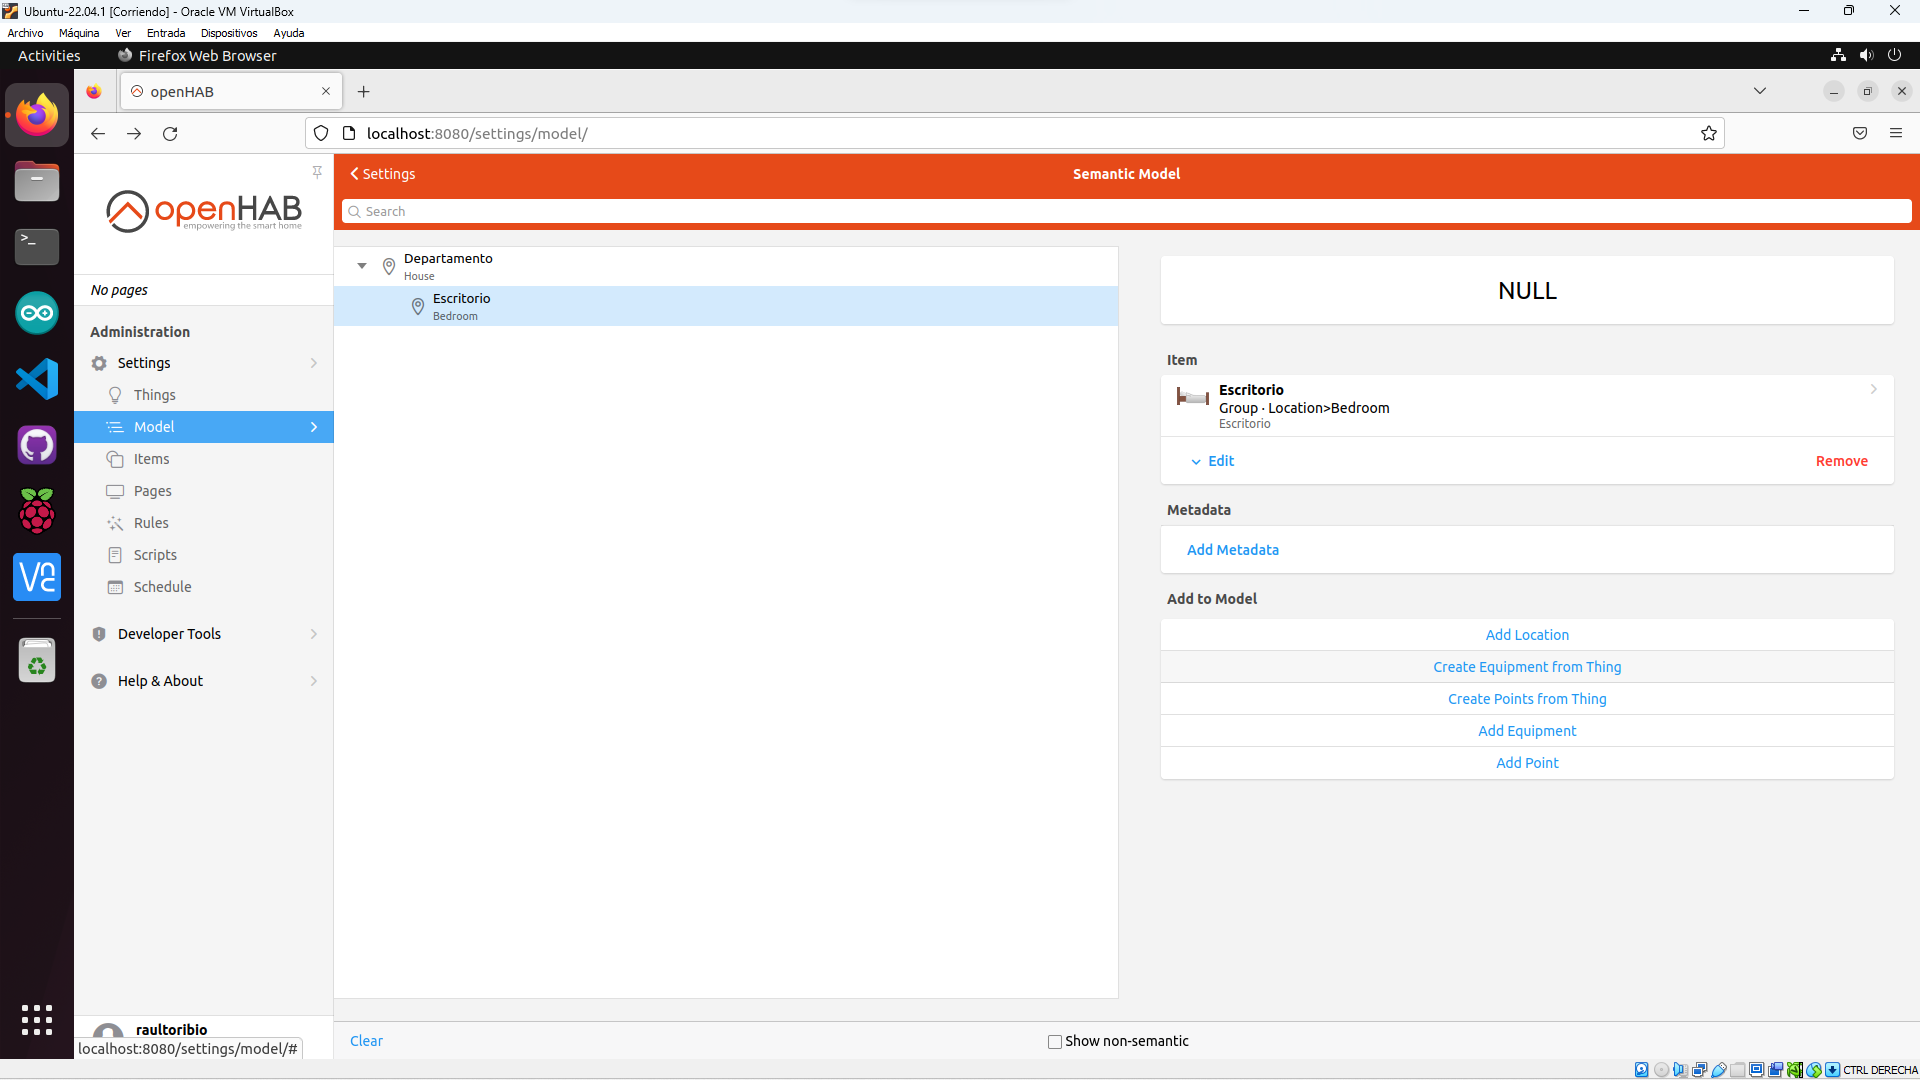 Ubuntu-22.04.1 [Corriendo] - Oracle VM VirtualBox
Archivo Máquina Ver Entrada Dispositivos Ayuda
Activities Firefox Web Browser
openHAB
localhost:8080/settings/model/
openHAB
empowering the smart home
No pages
Administration
Settings
Things
Model
Items
Pages
Rules
Scripts
Schedule
Developer Tools
Help & About
raultoribio
localhost:8080/settings/model/#
Settings
Semantic Model
Search
Departamento
House
Escritorio
Bedroom
NULL
Item
Escritorio
Group · Location>Bedroom
Escritorio
Edit Remove
Metadata
Add Metadata
Add to Model
Add Location
Create Equipment from Thing
Create Points from Thing
Add Equipment
Add Point
Clear
Show non-semantic
CTRL DERECHA